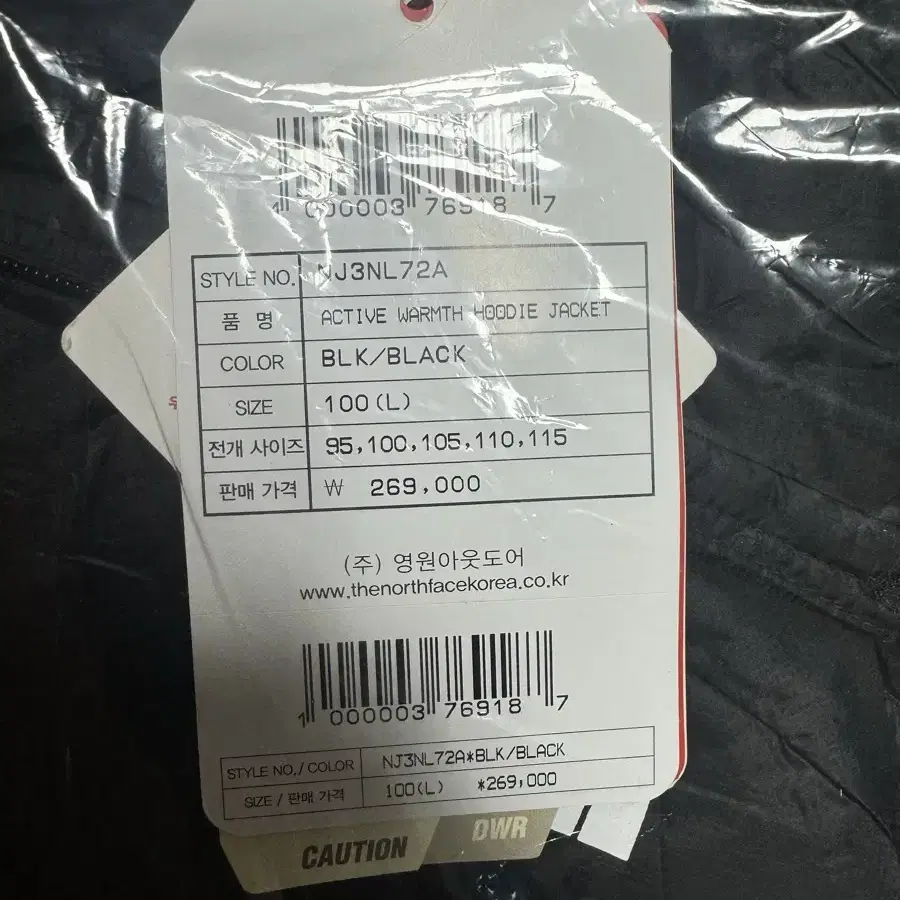 1 000003 76918 7
STYLE NO. NJ3NL72A
품 명 ACTIVE WARMTH HOODIE JACKET
COLOR BLK/BLACK
SIZE 100(L)
전개 사이즈 95,100,105,110,115
판매 가격 ₩ 269,000
(주) 영원아웃도어
www.thenorthfacekorea.co.kr
1 000003 76918 7
STYLE NO./ COLOR NJ3NL72A*BLK/BLACK
SIZE / 판매 가격 100(L) *269,000
CAUTION DWR